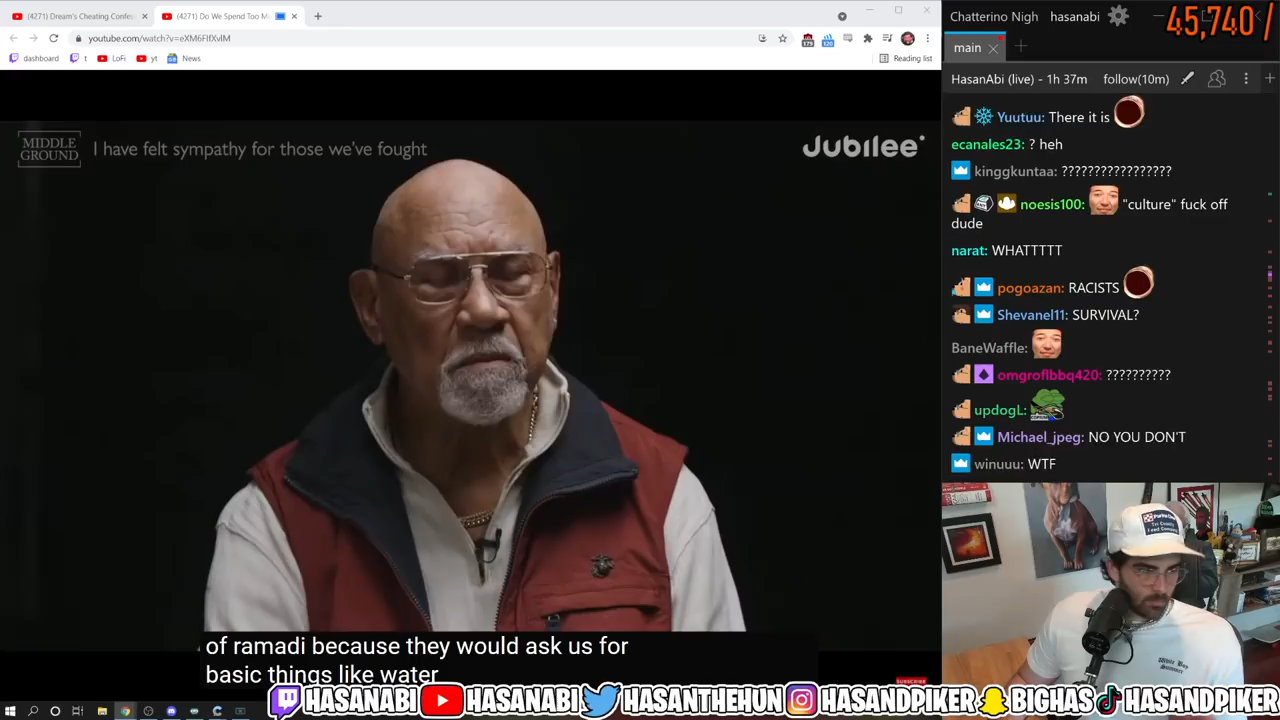 (4271) Dream's Cheating Confe
(4271) Do We Spend Too M
youtube.com/watch?v=eXM6FIfXvIM
dashboard
t
LoFi
yt
News
Reading list
MIDDLE
GROUND
I have felt sympathy for those we've fought
Jubilee
of ramadi because they would ask us for
basic things like water
SUBSCRIBE
Chatterino Nigh
hasanabi
45,740 /
main
HasanAbi (live) - 1h 37m
follow(10m)
Yuutuu: There it is
ecanales23: ? heh
kinggkuntaa: ?????????????????
noesis100: "culture" fuck off
dude
narat: WHATTTTT
pogoazan: RACISTS
Shevanel11: SURVIVAL?
BaneWaffle:
omgroflbbq420: ??????????
updogL:
Michael_jpeg: NO YOU DON'T
winuuu: WTF
HASANABI
HASANABI
HASANTHEHUN
HASANDPIKER
BIGHAS
HASANDPIKER